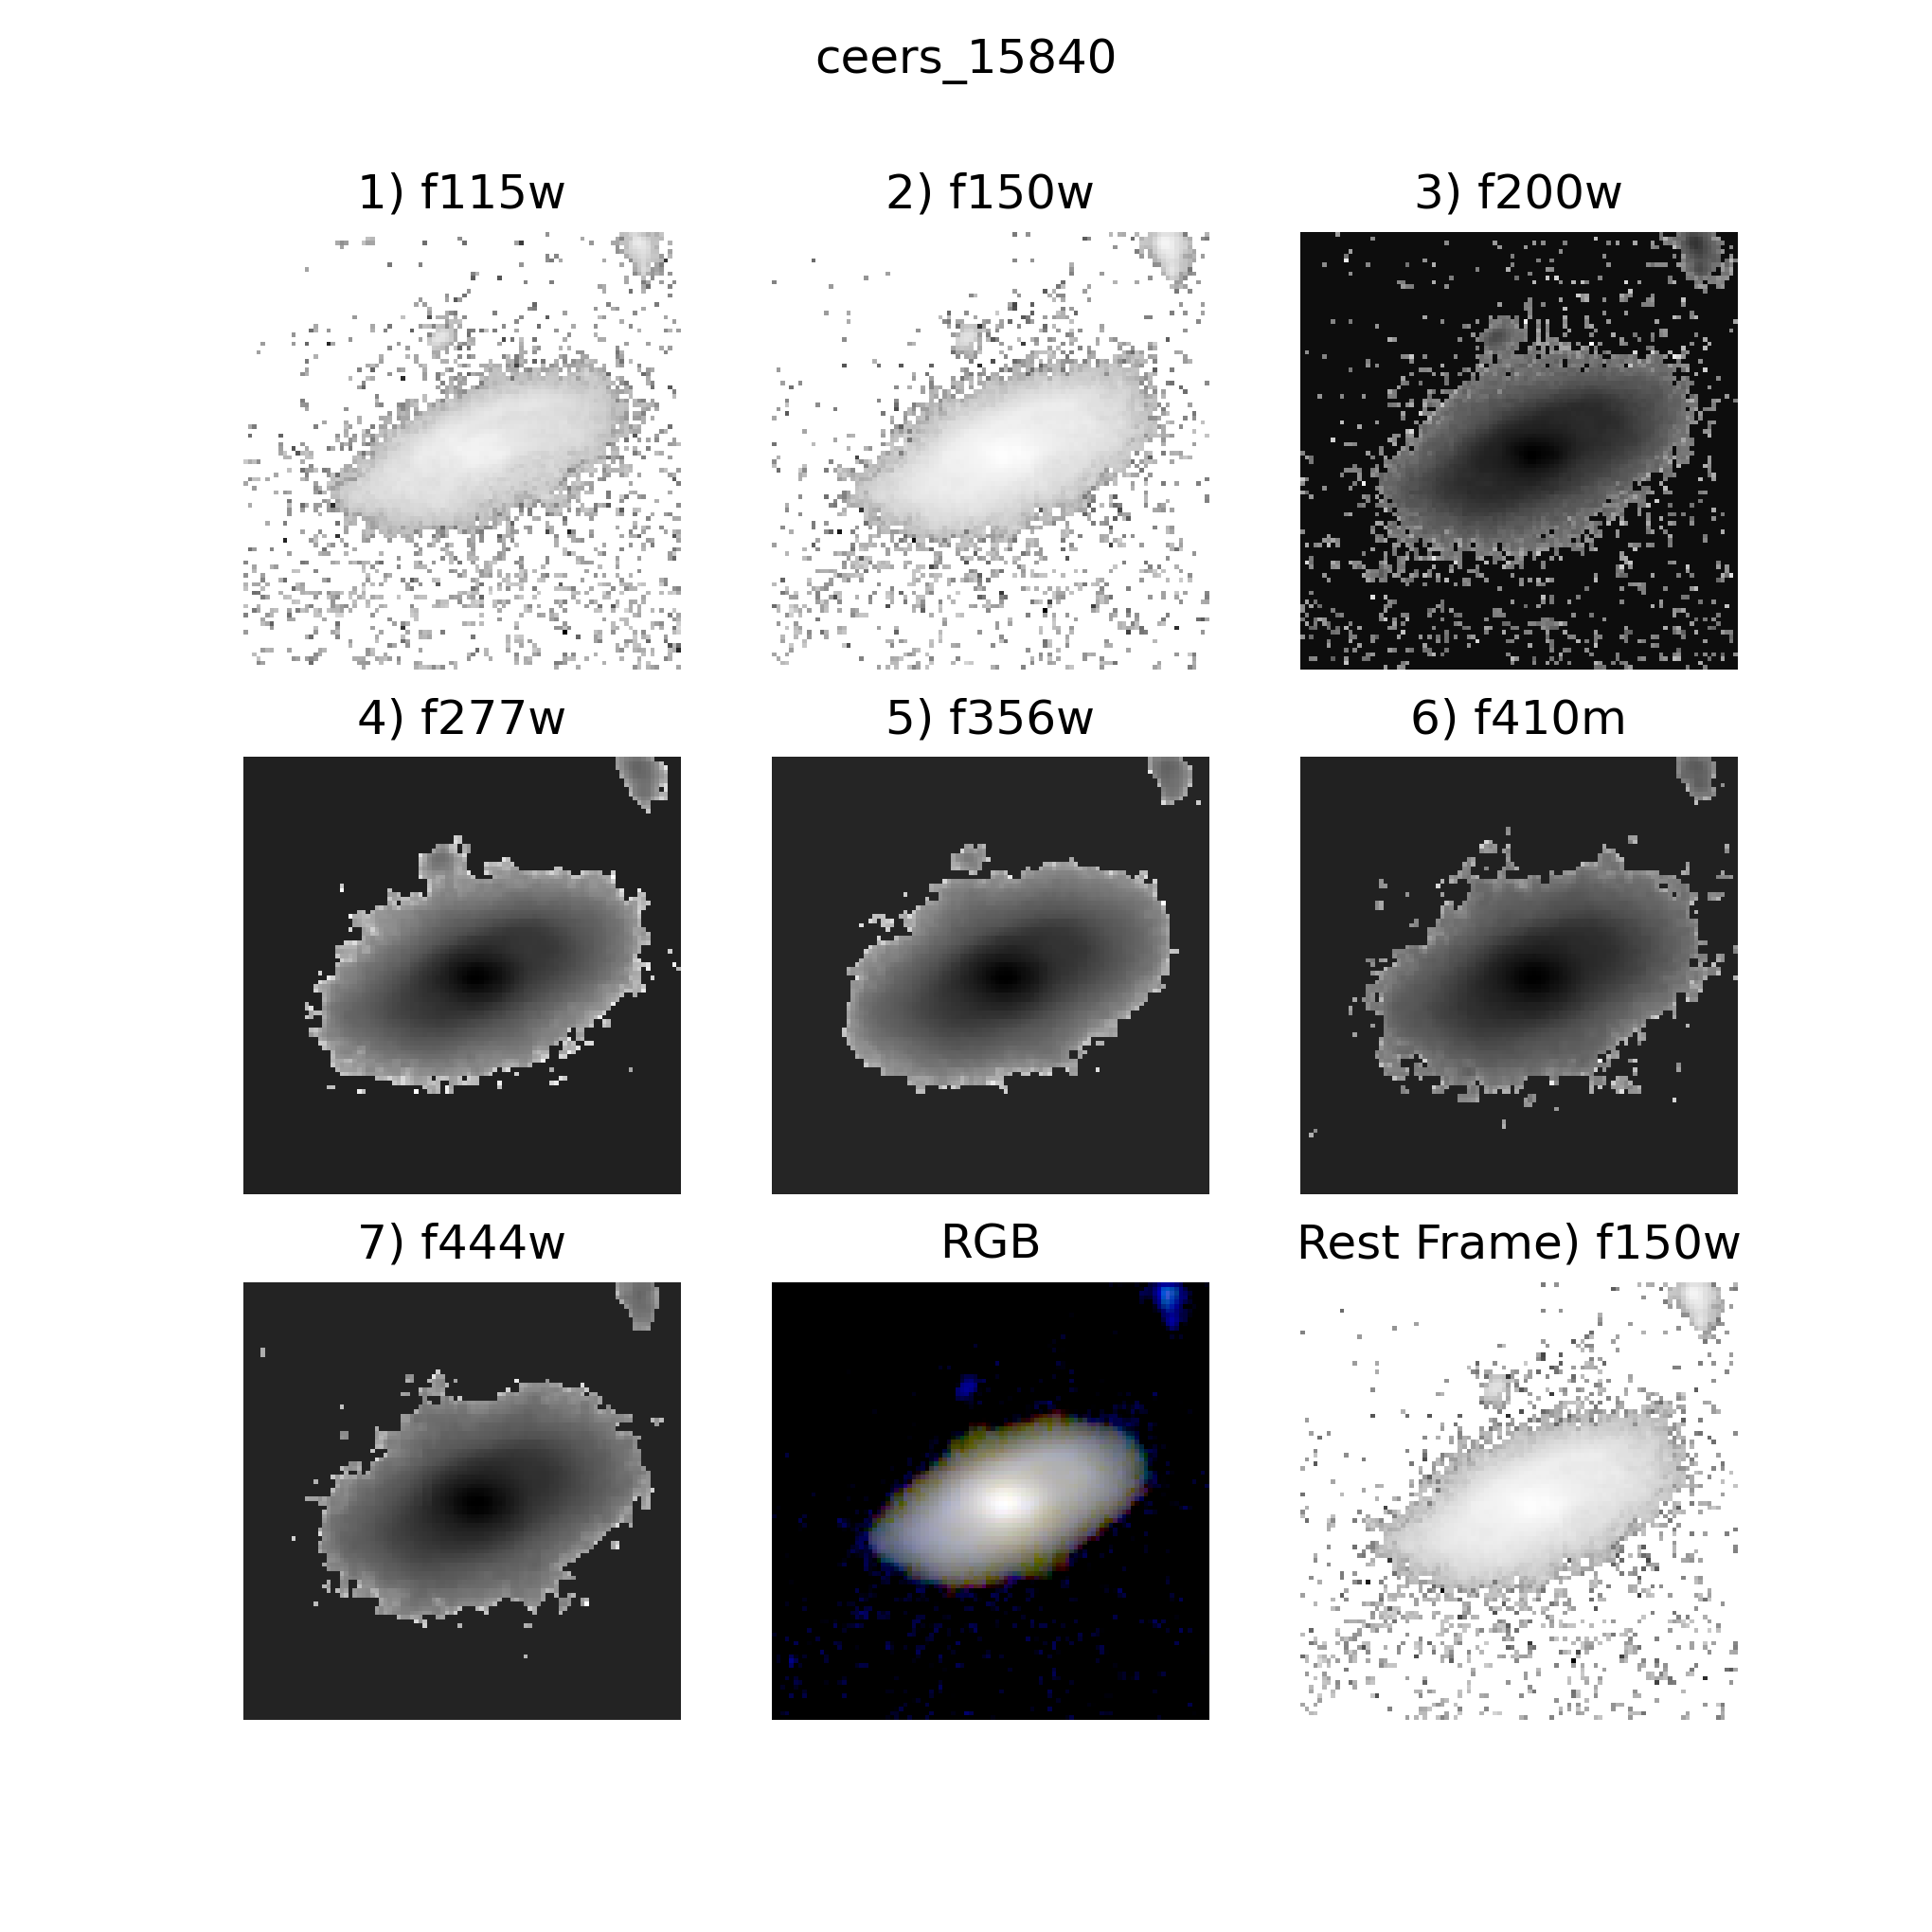 ceers_15840
1) f115w
2) f150w
3) f200w
4) f277w
5) f356w
6) f410m
7) f444w
RGB
Rest Frame) f150w